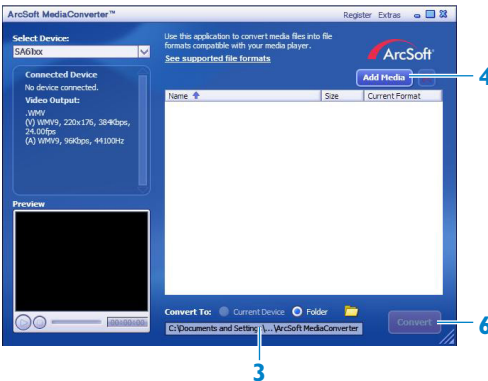 ArcSoft MediaConverter™
Register Extras
Select Device:
SA61xx
Use this application to convert media files into file
formats compatible with your media player.
See supported file formats
ArcSoft®
Connected Device
No device connected.
Video Output:
.WMV
(V) WMV9, 220x176, 384Kbps,
24.00fps
(A) WMV9, 96Kbps, 44100Hz
Add Media
4
Name Size Current Format
Preview
00:00:00
Convert To: Current Device Folder
C:\Documents and Settings\,...\ArcSoft MediaConverter
Convert
6
3